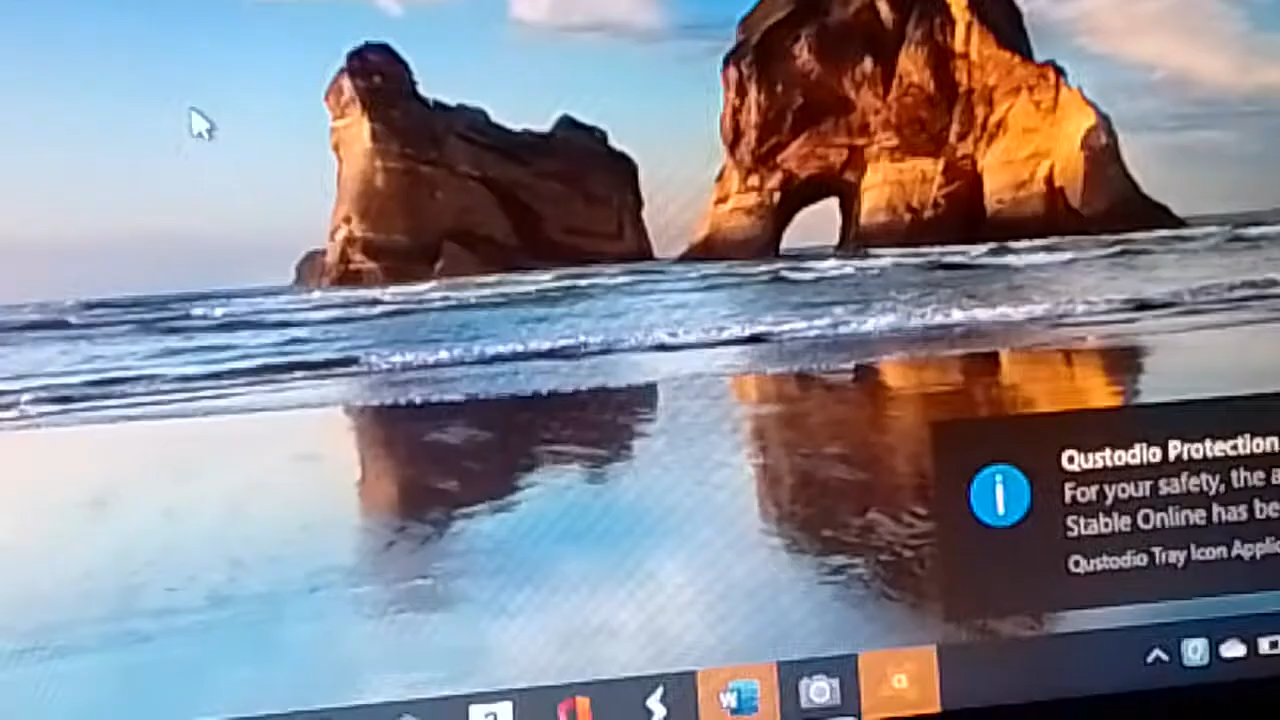 Qustodio Protection
For your safety, the a
Stable Online has be
Qustodio Tray Icon Applic
W
a